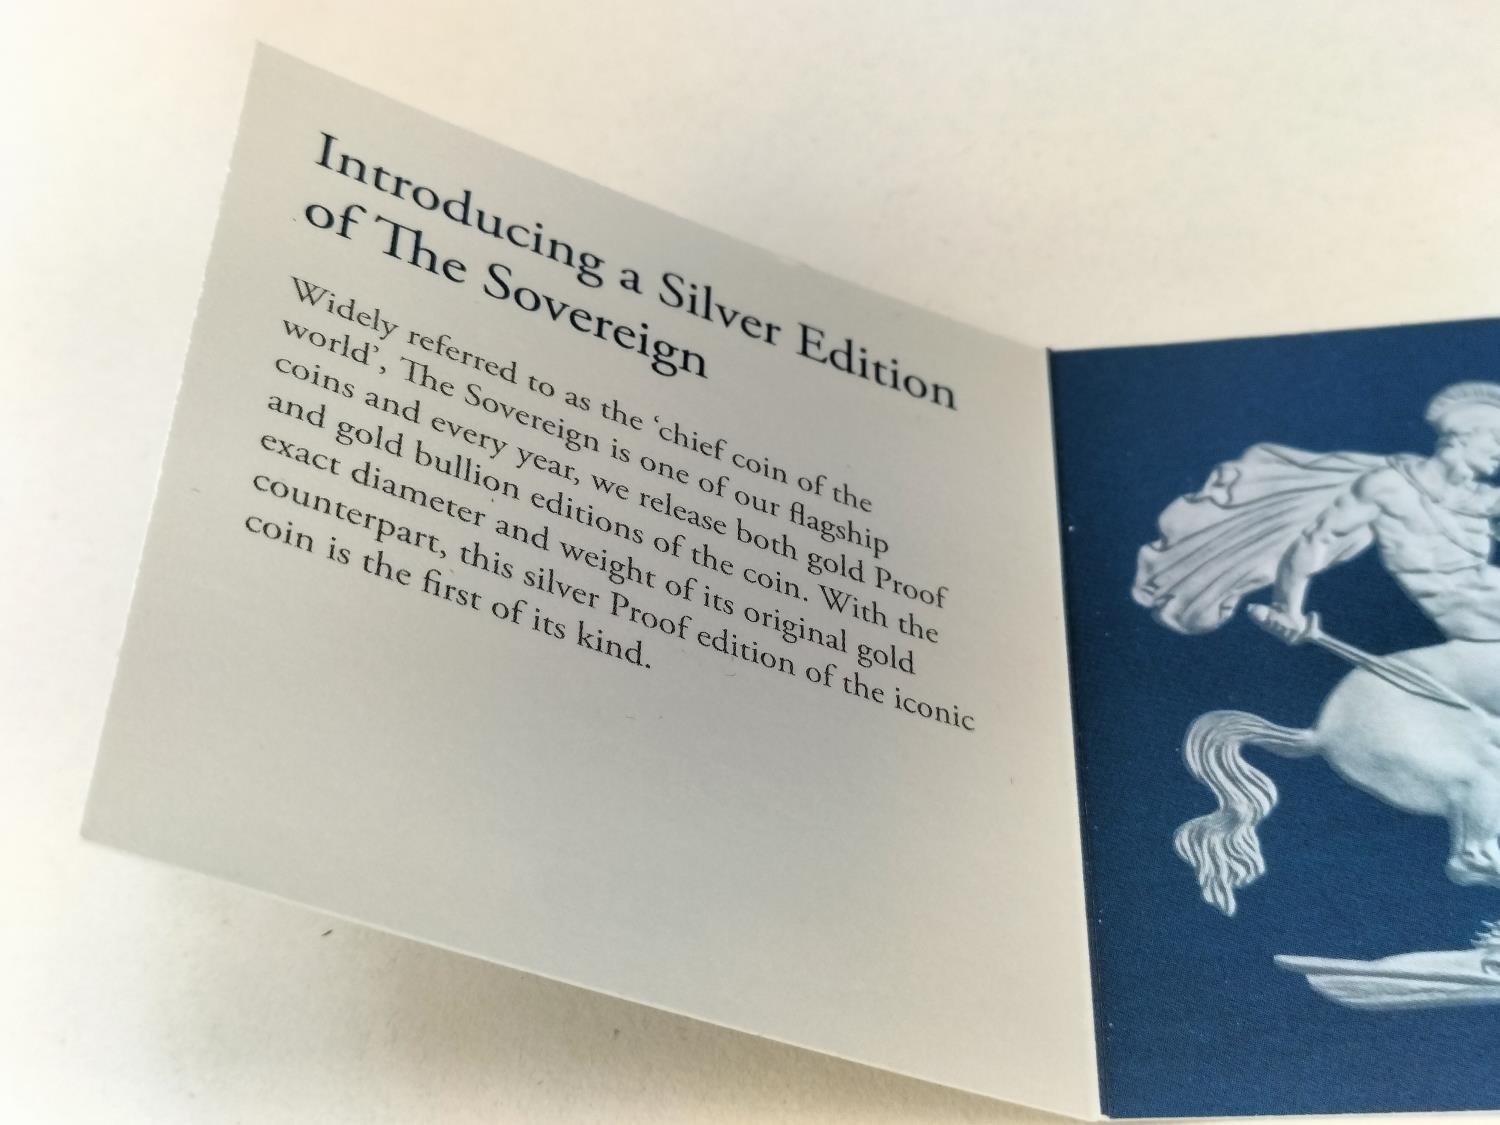 Introducing a Silver Edition
of The Sovereign
Widely referred to as the ‘chief coin of the
world’, The Sovereign is one of our flagship
coins and every year, we release both gold Proof
and gold bullion editions of the coin. With the
exact diameter and weight of its original gold
counterpart, this silver Proof edition of the iconic
coin is the first of its kind.